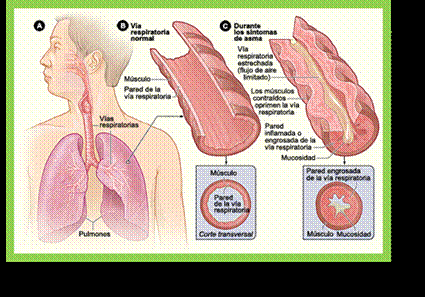 A
B Vía
respiratoria
normal
C Durante
los síntomas
de asma
Vía
respiratoria
estrechada
(flujo de aire
limitado)
Músculo
Pared de la
vía respiratoria
Los músculos
contraídos
oprimen la vía
respiratoria
Vías
respiratorias
Pared
inflamada o
engrosada de la
vía respiratoria
Mucosidad
Pulmones
Músculo
Pared
de la vía
respiratoria
Corte transversal
Pared engrosada
de la vía respiratoria
Músculo Mucosidad